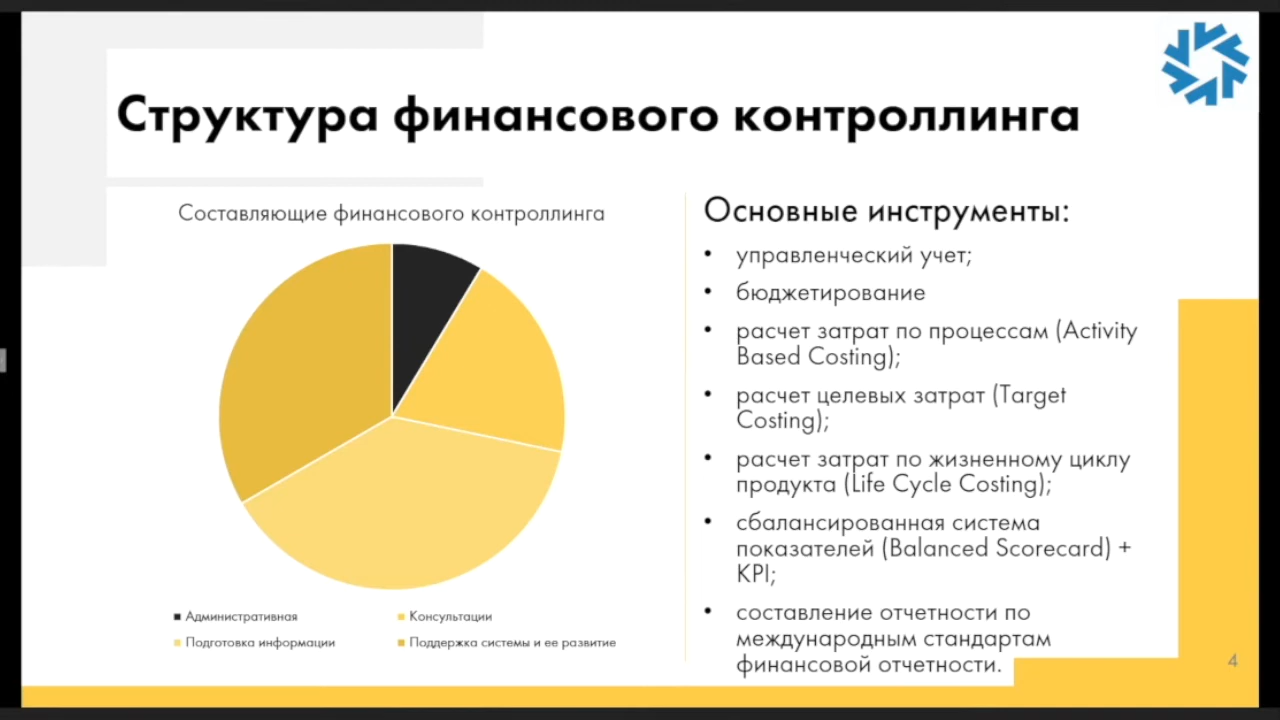 Структура финансового контроллинга
Составляющие финансового контроллинга
Административная
Консультации
Подготовка информации
Поддержка системы и ее развитие
Основные инструменты:
• управленческий учет;
• бюджетирование
• расчет затрат по процессам (Activity
Based Costing);
• расчет целевых затрат (Target
Costing);
• расчет затрат по жизненному циклу
продукта (Life Cycle Costing);
• сбалансированная система
показателей (Balanced Scorecard) +
KPI;
• составление отчетности по
международным стандартам
финансовой отчетности.
4